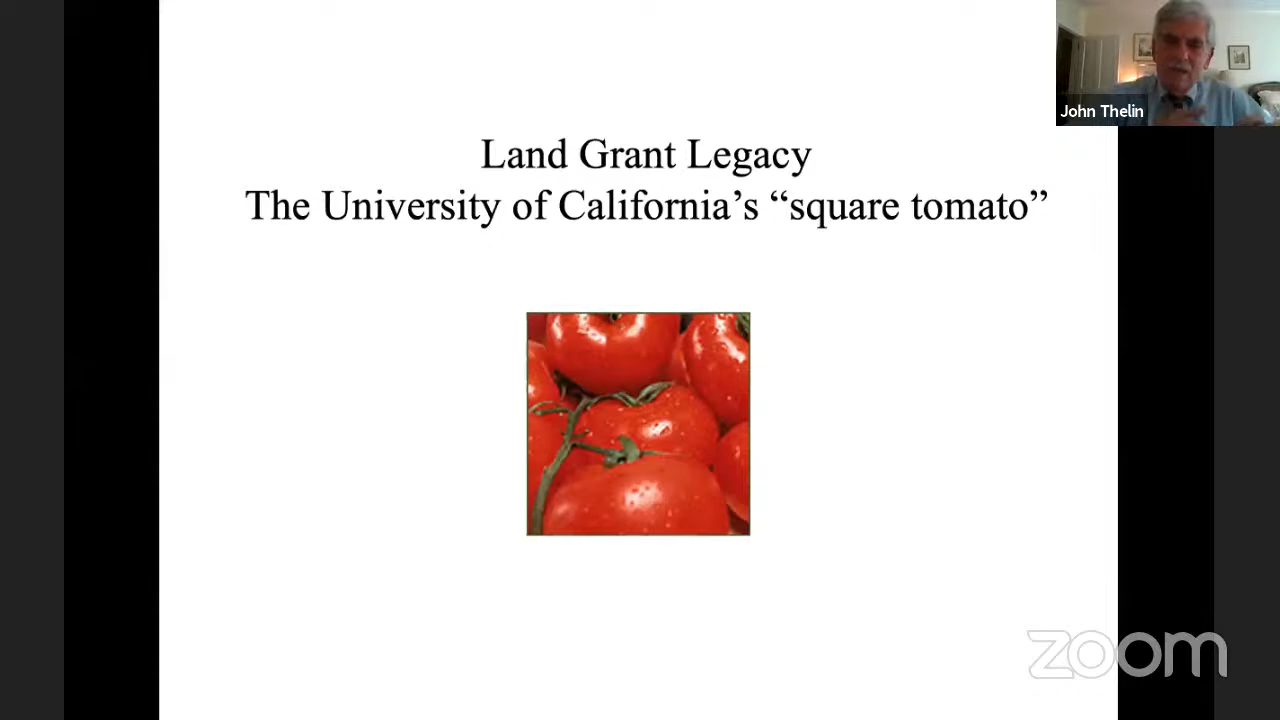 John Thelin
Land Grant Legacy
The University of California’s “square tomato”
zoom